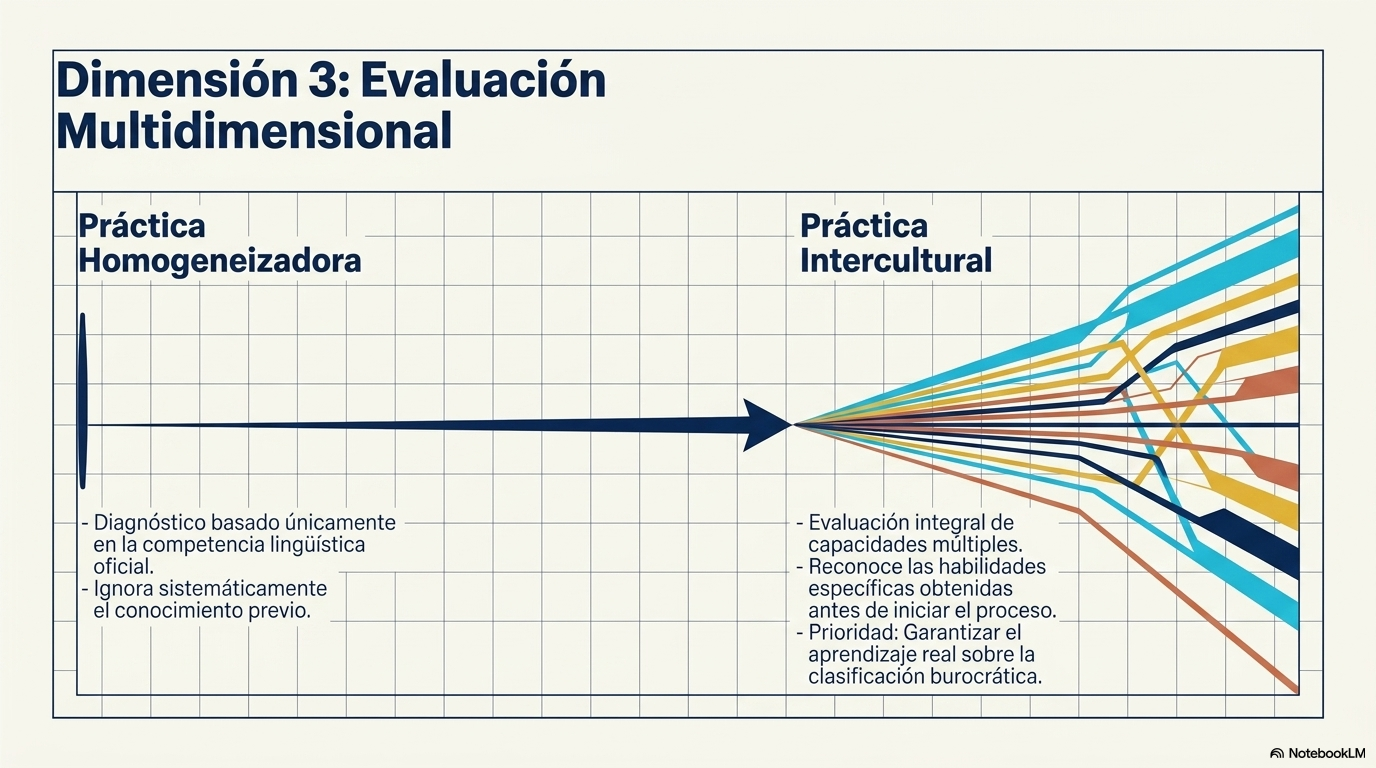 Dimensión 3: Evaluación
Multidimensional
Práctica
Homogeneizadora
- Diagnóstico basado únicamente
en la competencia lingüística
oficial.
- Ignora sistemáticamente
el conocimiento previo.
Práctica
Intercultural
- Evaluación integral de
capacidades múltiples.
- Reconoce las habilidades
específicas obtenidas
antes de iniciar el proceso.
- Prioridad: Garantizar el
aprendizaje real sobre la
clasificación burocrática.
NotebookLM